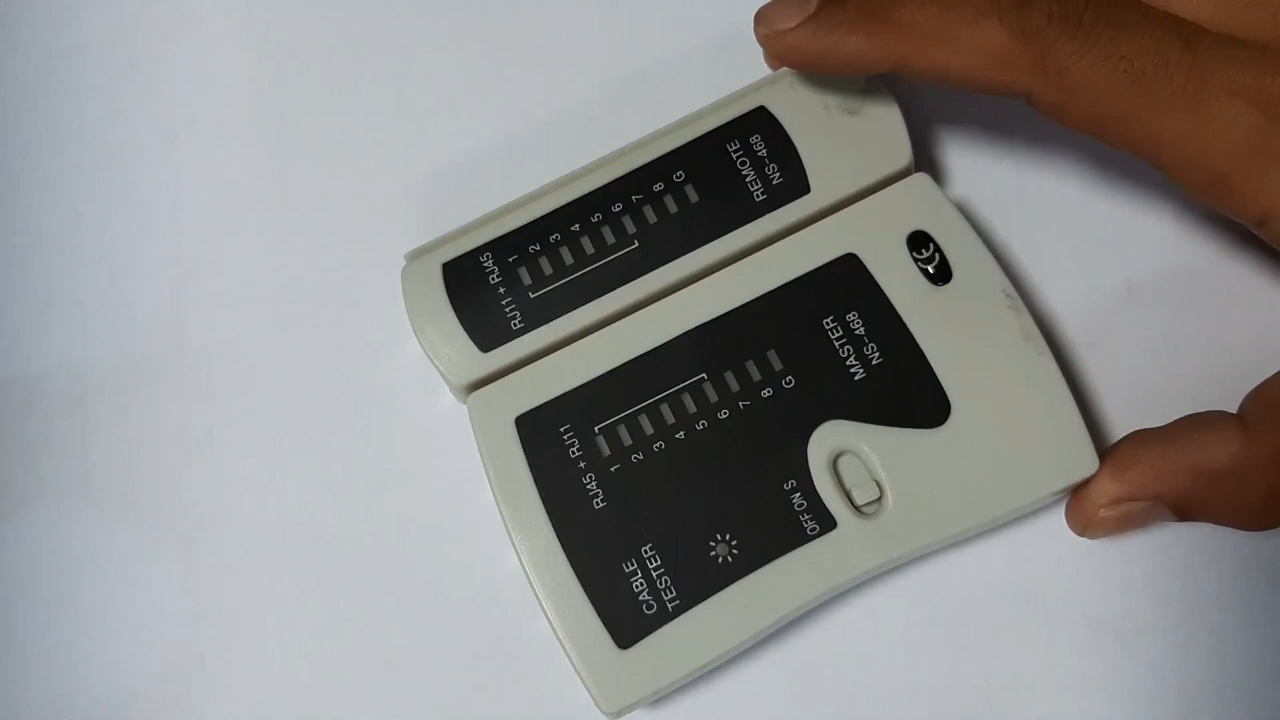 RJ11 + RJ45
1 2 3 4 5 6 7 8 G
REMOTE
NS-468
RJ45 + RJ11
1 2 3 4 5 6 7 8 G
MASTER
NS-468
CABLE
TESTER
OFF ON S
CE